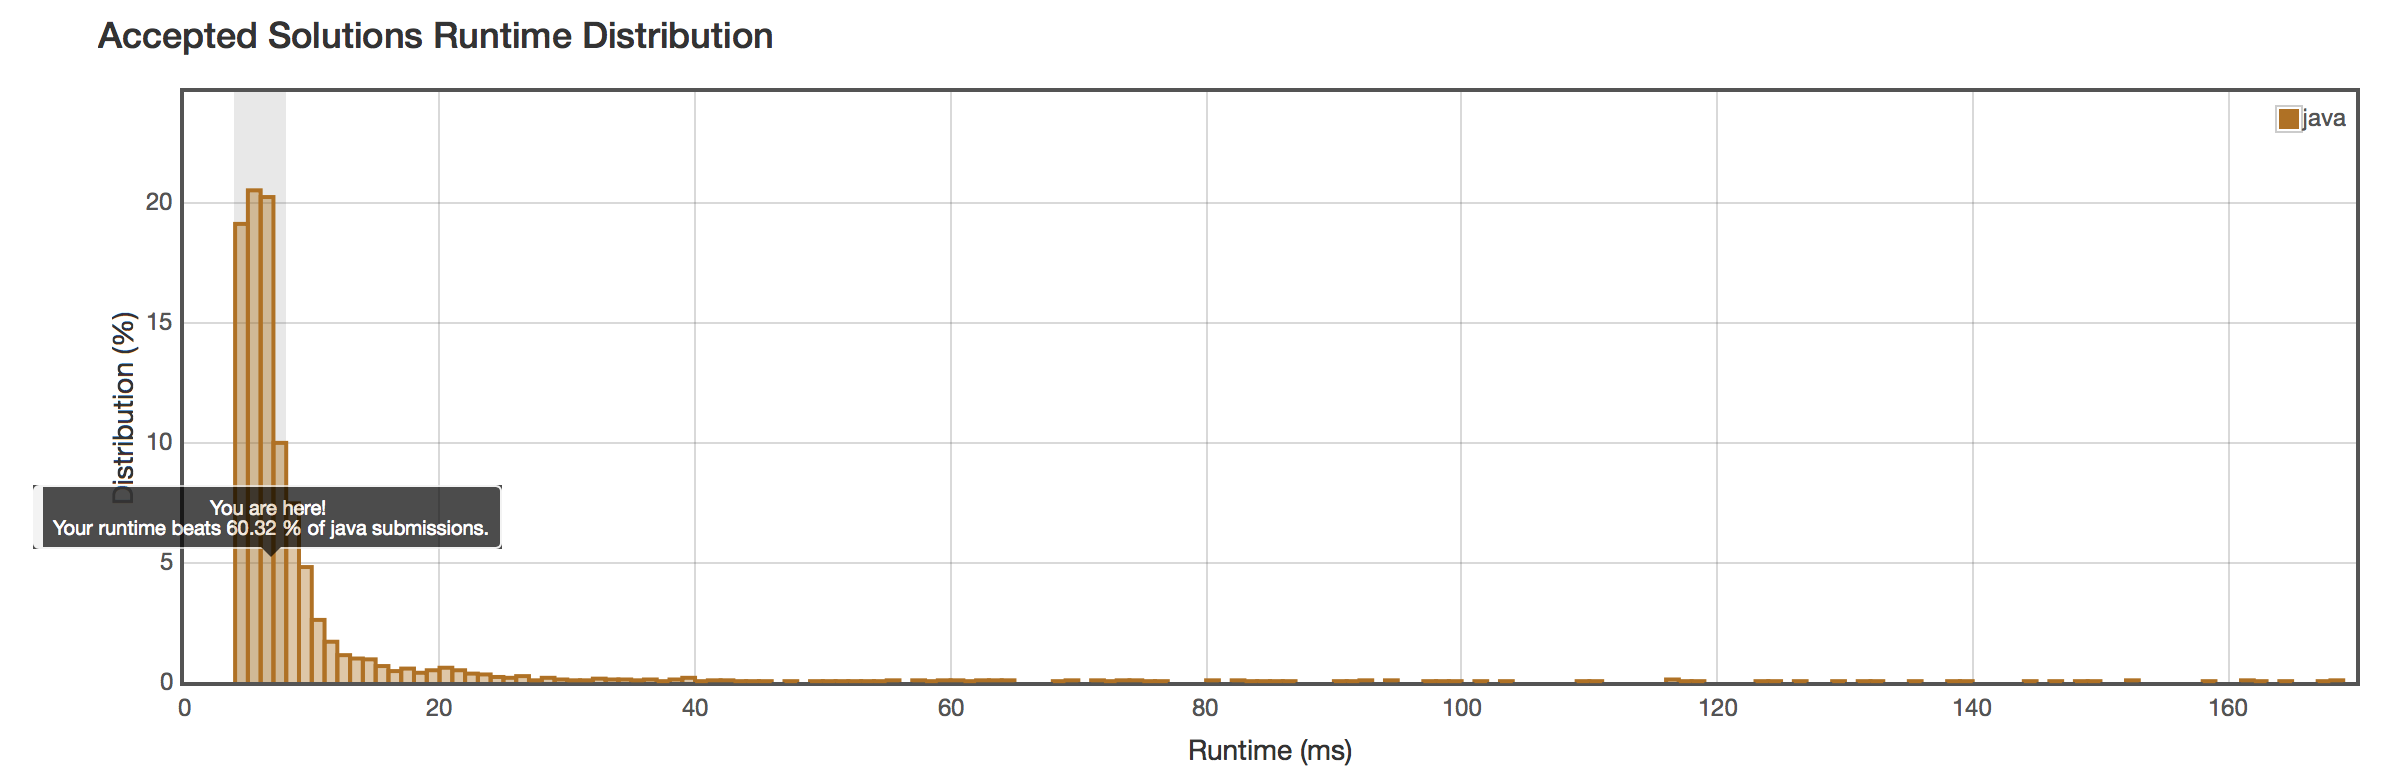 Accepted Solutions Runtime Distribution
java
Distribution (%)
20
15
10
5
0
You are here!
Your runtime beats 60.32 % of java submissions.
0 20 40 60 80 100 120 140 160
Runtime (ms)